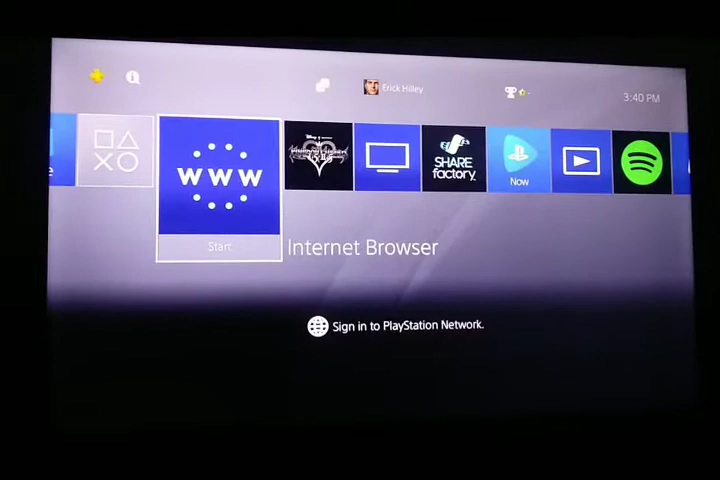 Erick Hilley
3:40 PM
e
WWW
SHARE
factory
Now
Start
Internet Browser
Sign in to PlayStation Network.